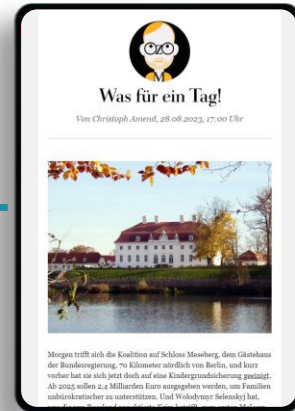 OZO
M
Was für ein Tag!
Von Christoph Amend, 28.08.2023, 17:00 Uhr
Morgen trifft sich die Koalition auf Schloss Meseberg, dem Gästehaus
der Bundesregierung, 70 Kilometer nördlich von Berlin, und kurz
vorher hat sie sich jetzt doch auf eine Kindergrundsicherung geeinigt.
Ab 2025 sollen 2,4 Milliarden Euro ausgegeben werden, um Familien
unbürokratischer zu unterstützen. Und Wolodymyr Selenskyj hat,